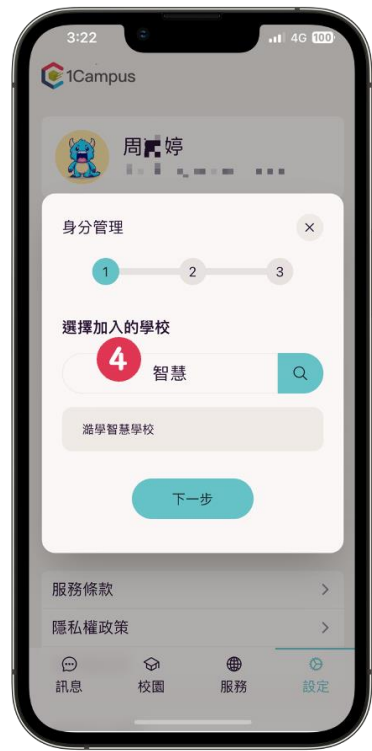 3:22
4G 100
1Campus
周 婷
身分管理
1 2 3
選擇加入的學校
4
智慧
澔學智慧學校
下一步
服務條款
隱私權政策
訊息 校園 服務 設定